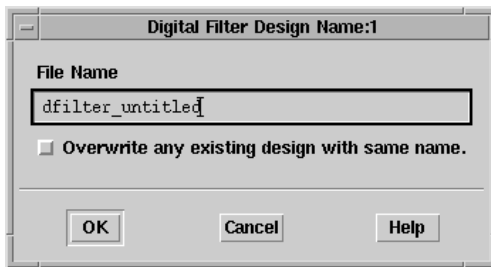 Digital Filter Design Name:1
File Name
dfilter_untitled
Overwrite any existing design with same name.
OK Cancel Help